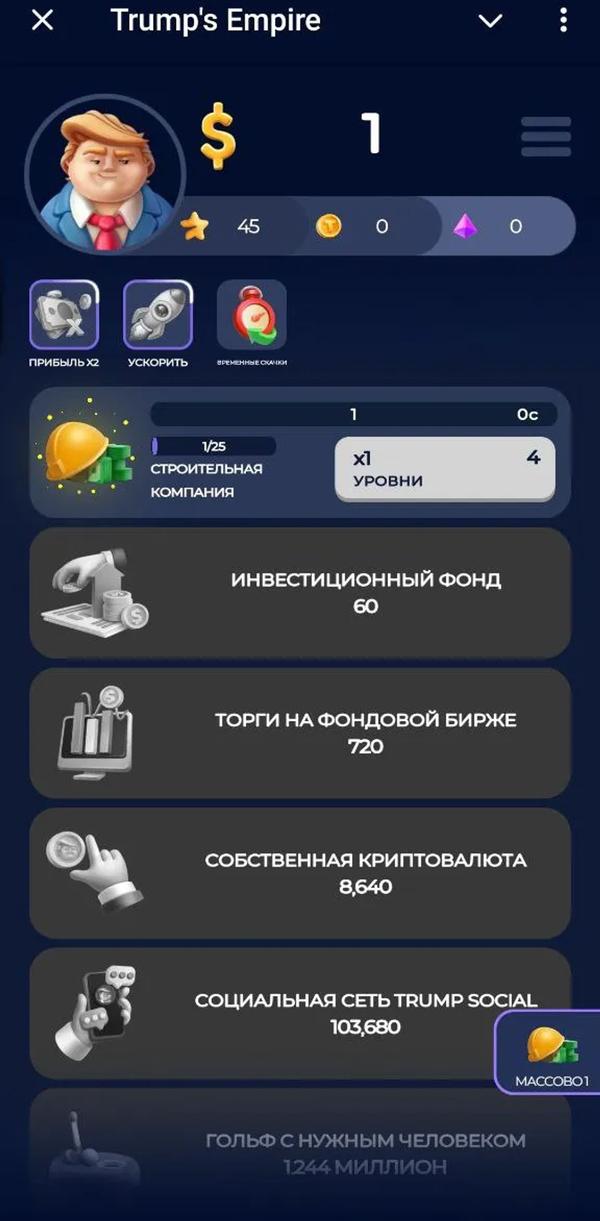 Trump's Empire
$ 1
45 0 0
ПРИБЫЛЬ X2 УСКОРИТЬ ВРЕМЕННЫЕ СКАЧКИ
1 0с
1/25
СТРОИТЕЛЬНАЯ
КОМПАНИЯ
x1 4
УРОВНИ
ИНВЕСТИЦИОННЫЙ ФОНД
60
ТОРГИ НА ФОНДОВОЙ БИРЖЕ
720
СОБСТВЕННАЯ КРИПТОВАЛЮТА
8,640
СОЦИАЛЬНАЯ СЕТЬ TRUMP SOCIAL
103,680
МАССОВО 1
ГОЛЬФ С НУЖНЫМ ЧЕЛОВЕКОМ
1.244 МИЛЛИОН